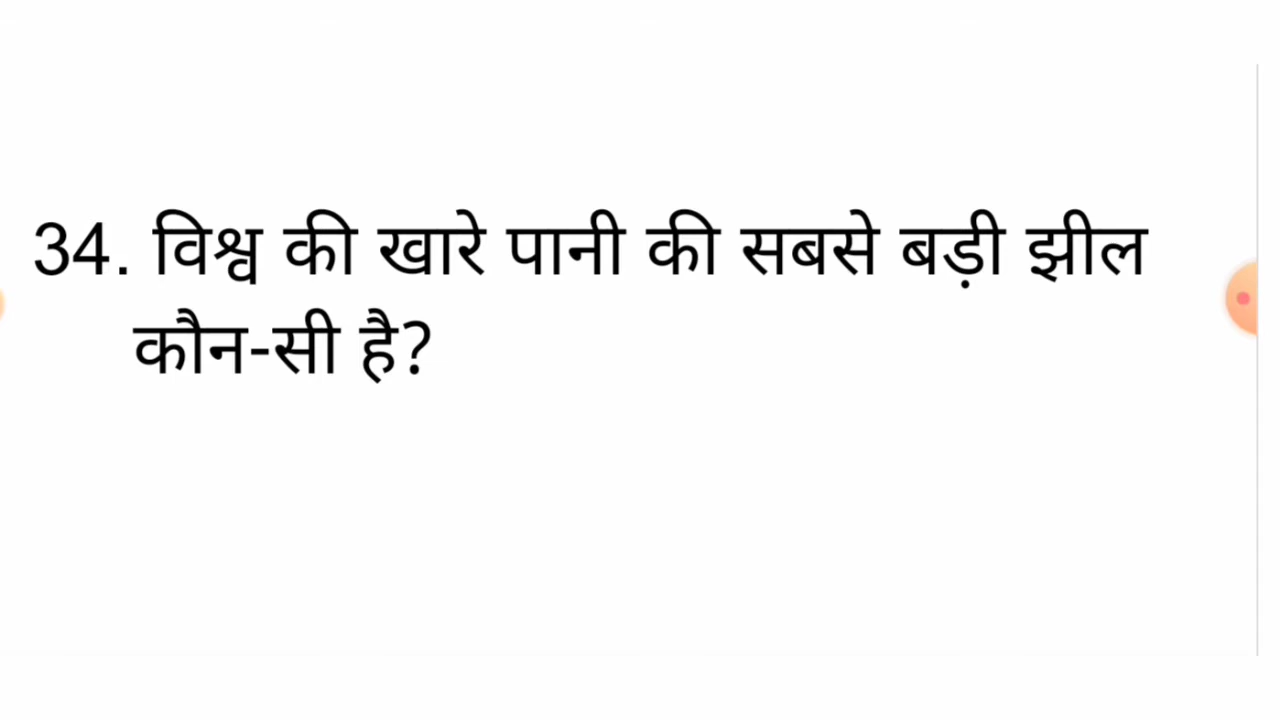 34. विश्व की खारे पानी की सबसे बड़ी झील
कौन-सी है?